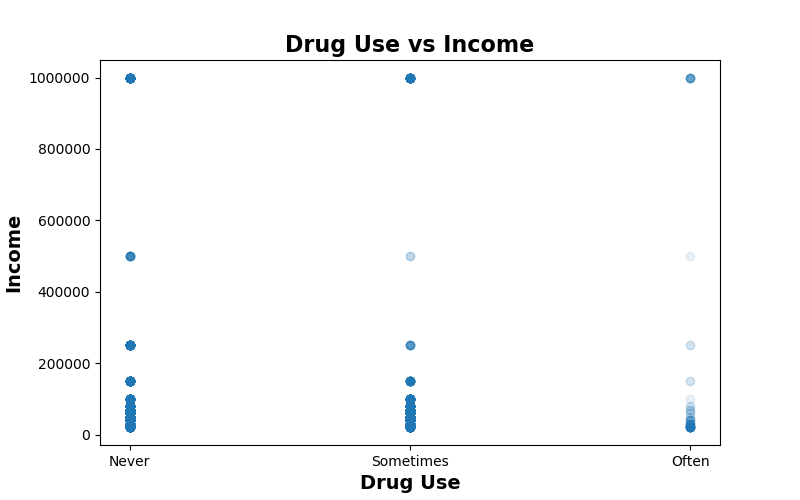 Drug Use vs Income
Income
1000000
800000
600000
400000
200000
0
Never Sometimes Often
Drug Use